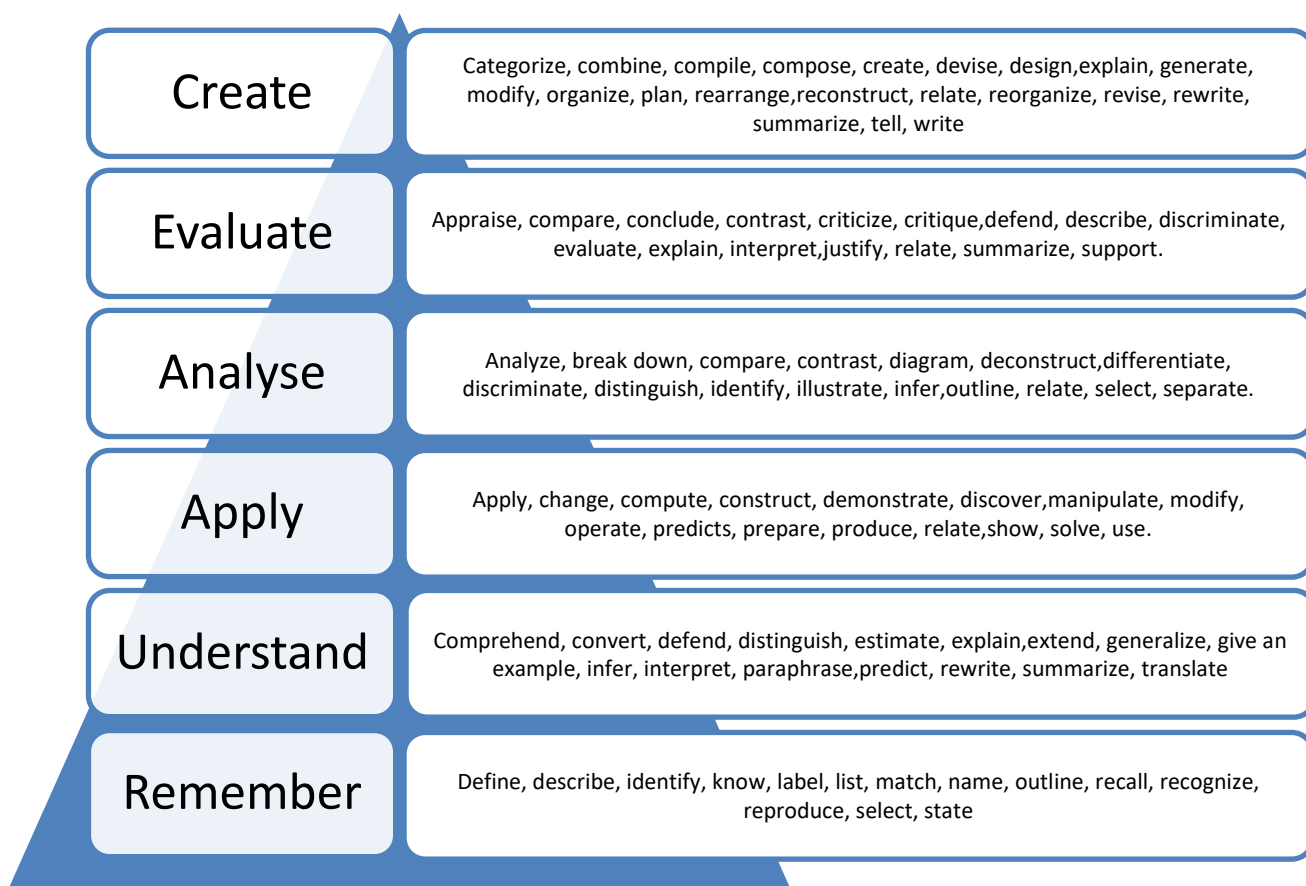 Create
Categorize, combine, compile, compose, create, devise, design,explain, generate,
modify, organize, plan, rearrange,reconstruct, relate, reorganize, revise, rewrite,
summarize, tell, write
Evaluate
Appraise, compare, conclude, contrast, criticize, critique,defend, describe, discriminate,
evaluate, explain, interpret,justify, relate, summarize, support.
Analyse
Analyze, break down, compare, contrast, diagram, deconstruct,differentiate,
discriminate, distinguish, identify, illustrate, infer,outline, relate, select, separate.
Apply
Apply, change, compute, construct, demonstrate, discover,manipulate, modify,
operate, predicts, prepare, produce, relate,show, solve, use.
Understand
Comprehend, convert, defend, distinguish, estimate, explain,extend, generalize, give an
example, infer, interpret, paraphrase,predict, rewrite, summarize, translate
Remember
Define, describe, identify, know, label, list, match, name, outline, recall, recognize,
reproduce, select, state